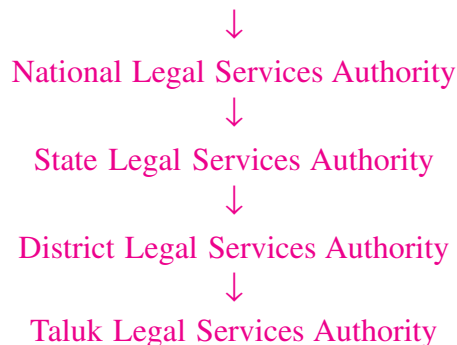 ↓
National Legal Services Authority
↓
State Legal Services Authority
↓
District Legal Services Authority
↓
Taluk Legal Services Authority